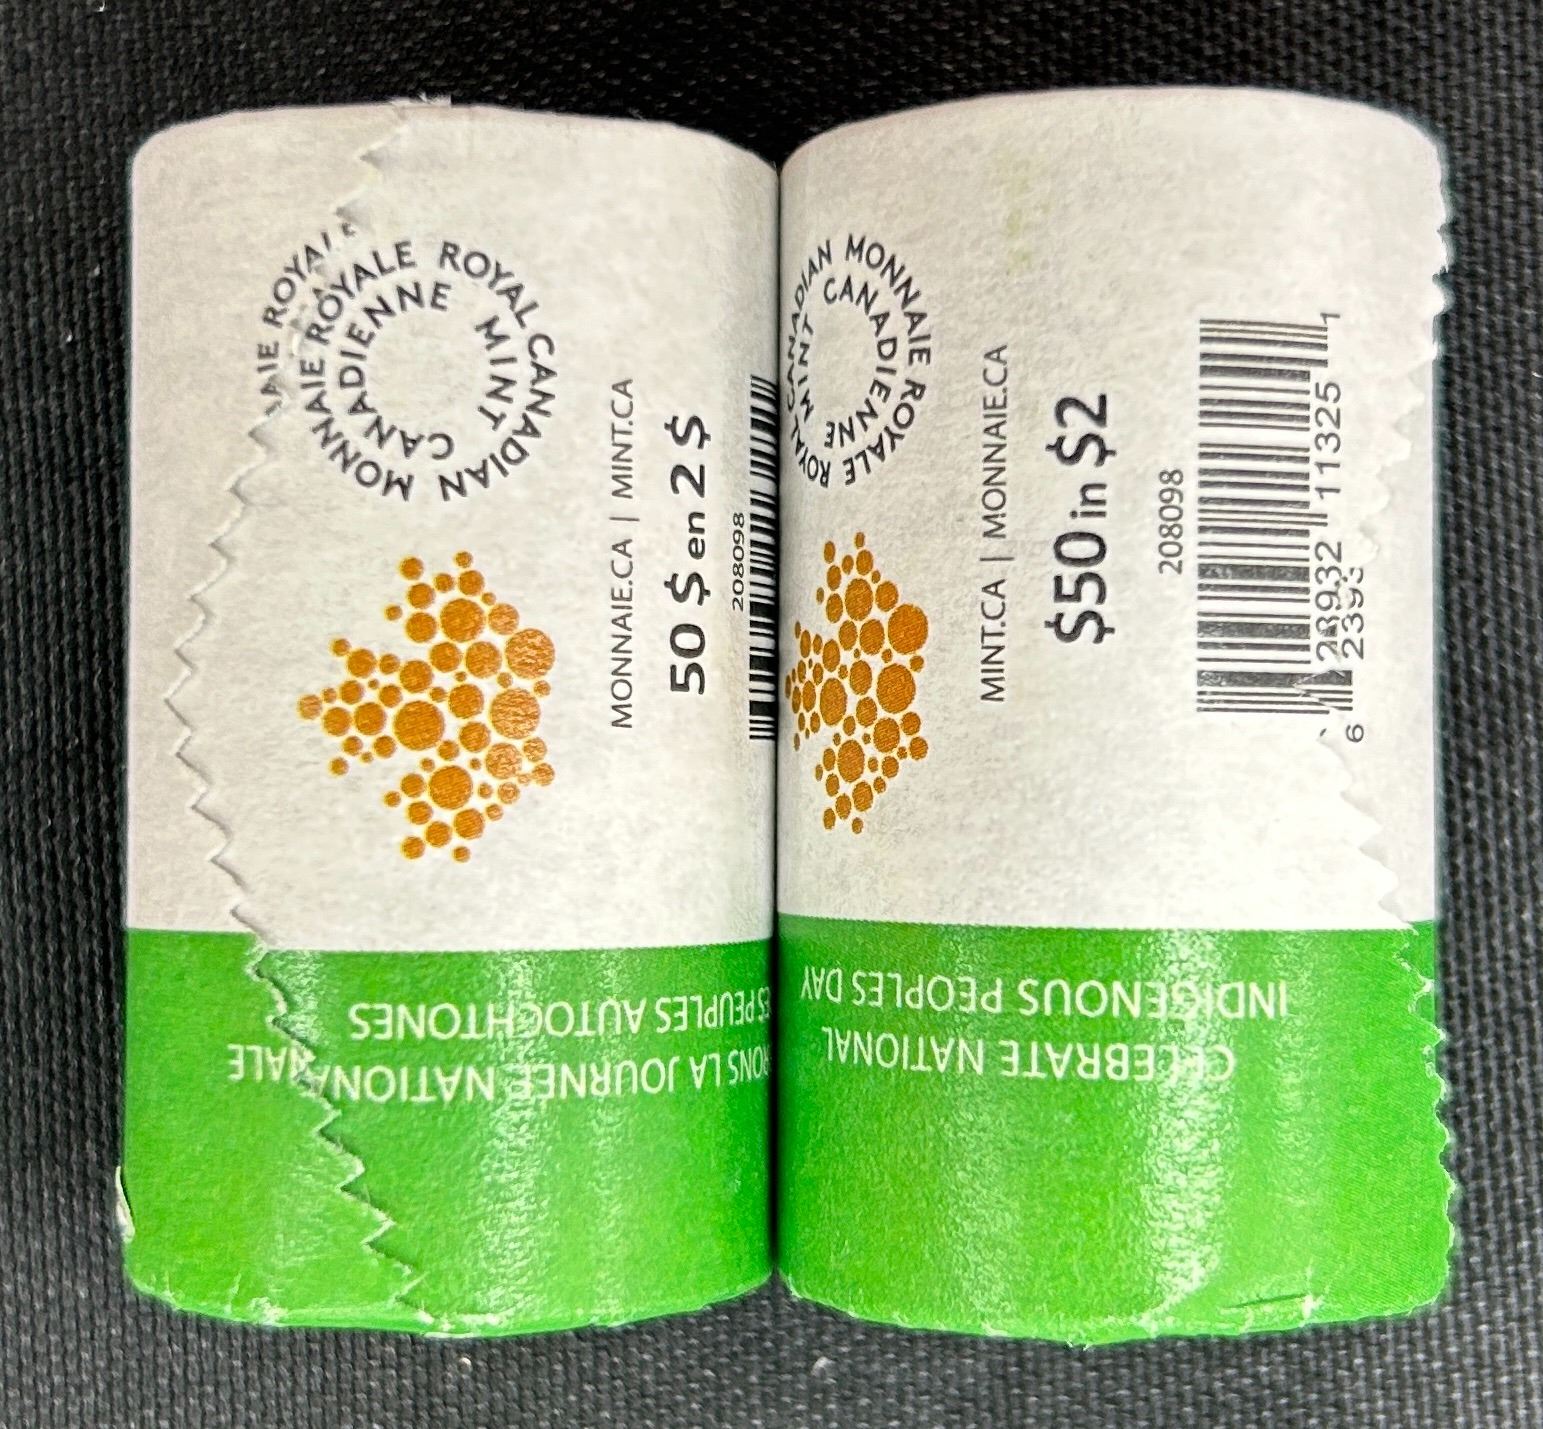 MONNAIE ROYALE CANADIENNE
ROYAL CANADIAN MINT
MONNAIE.CA | MINT.CA
50 $ en 2 $
208098
LA JOURNÉE NATIONALE
PEUPLES AUTOCHTONES
ROYAL CANADIAN MINT
MONNAIE ROYALE CANADIENNE
MINT.CA | MONNAIE.CA
$50 in $2
208098
6 23932 11325 1
CELEBRATE NATIONAL
INDIGENOUS PEOPLES DAY